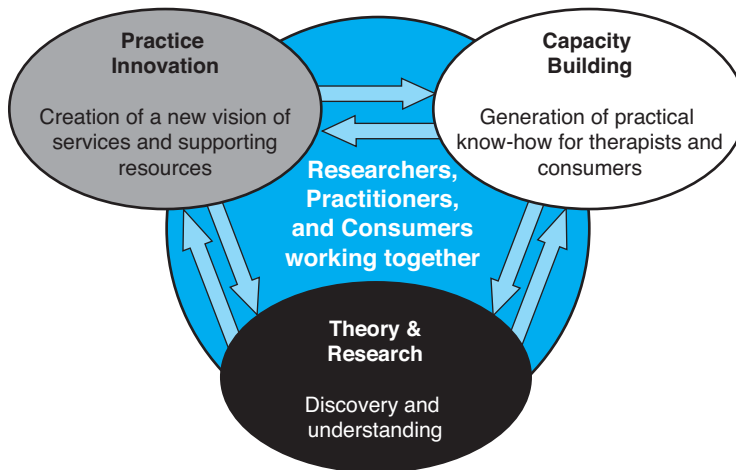 Practice
Innovation
Creation of a new vision of
services and supporting
resources
Capacity
Building
Generation of practical
know-how for therapists and
consumers
Researchers,
Practitioners,
and Consumers
working together
Theory &
Research
Discovery and
understanding